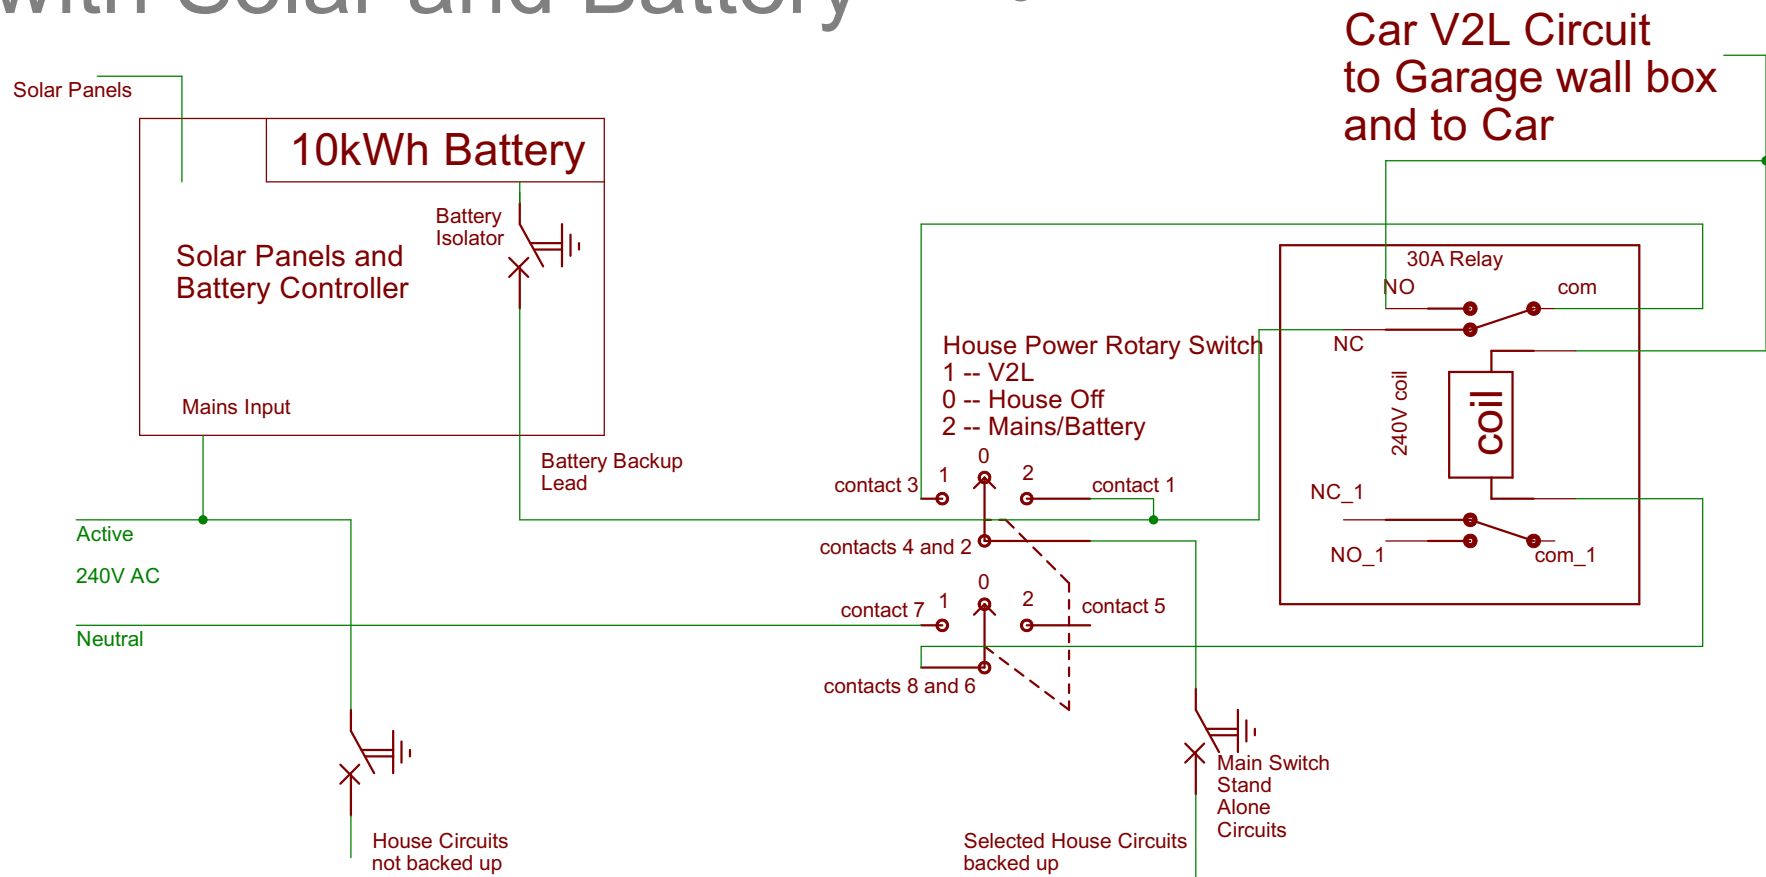 with Solar and Battery
Car V2L Circuit
to Garage wall box
and to Car
Solar Panels
10kWh Battery
Battery
Isolator
Solar Panels and
Battery Controller
Mains Input
30A Relay
NO
com
NC
240V coil
coil
NC_1
NO_1
com_1
House Power Rotary Switch
1 -- V2L
0 -- House Off
2 -- Mains/Battery
Battery Backup
Lead
0
1
2
contact 3
contact 1
contacts 4 and 2
Active
240V AC
Neutral
0
1
2
contact 7
contact 5
contacts 8 and 6
Main Switch
Stand
Alone
Circuits
House Circuits
not backed up
Selected House Circuits
backed up